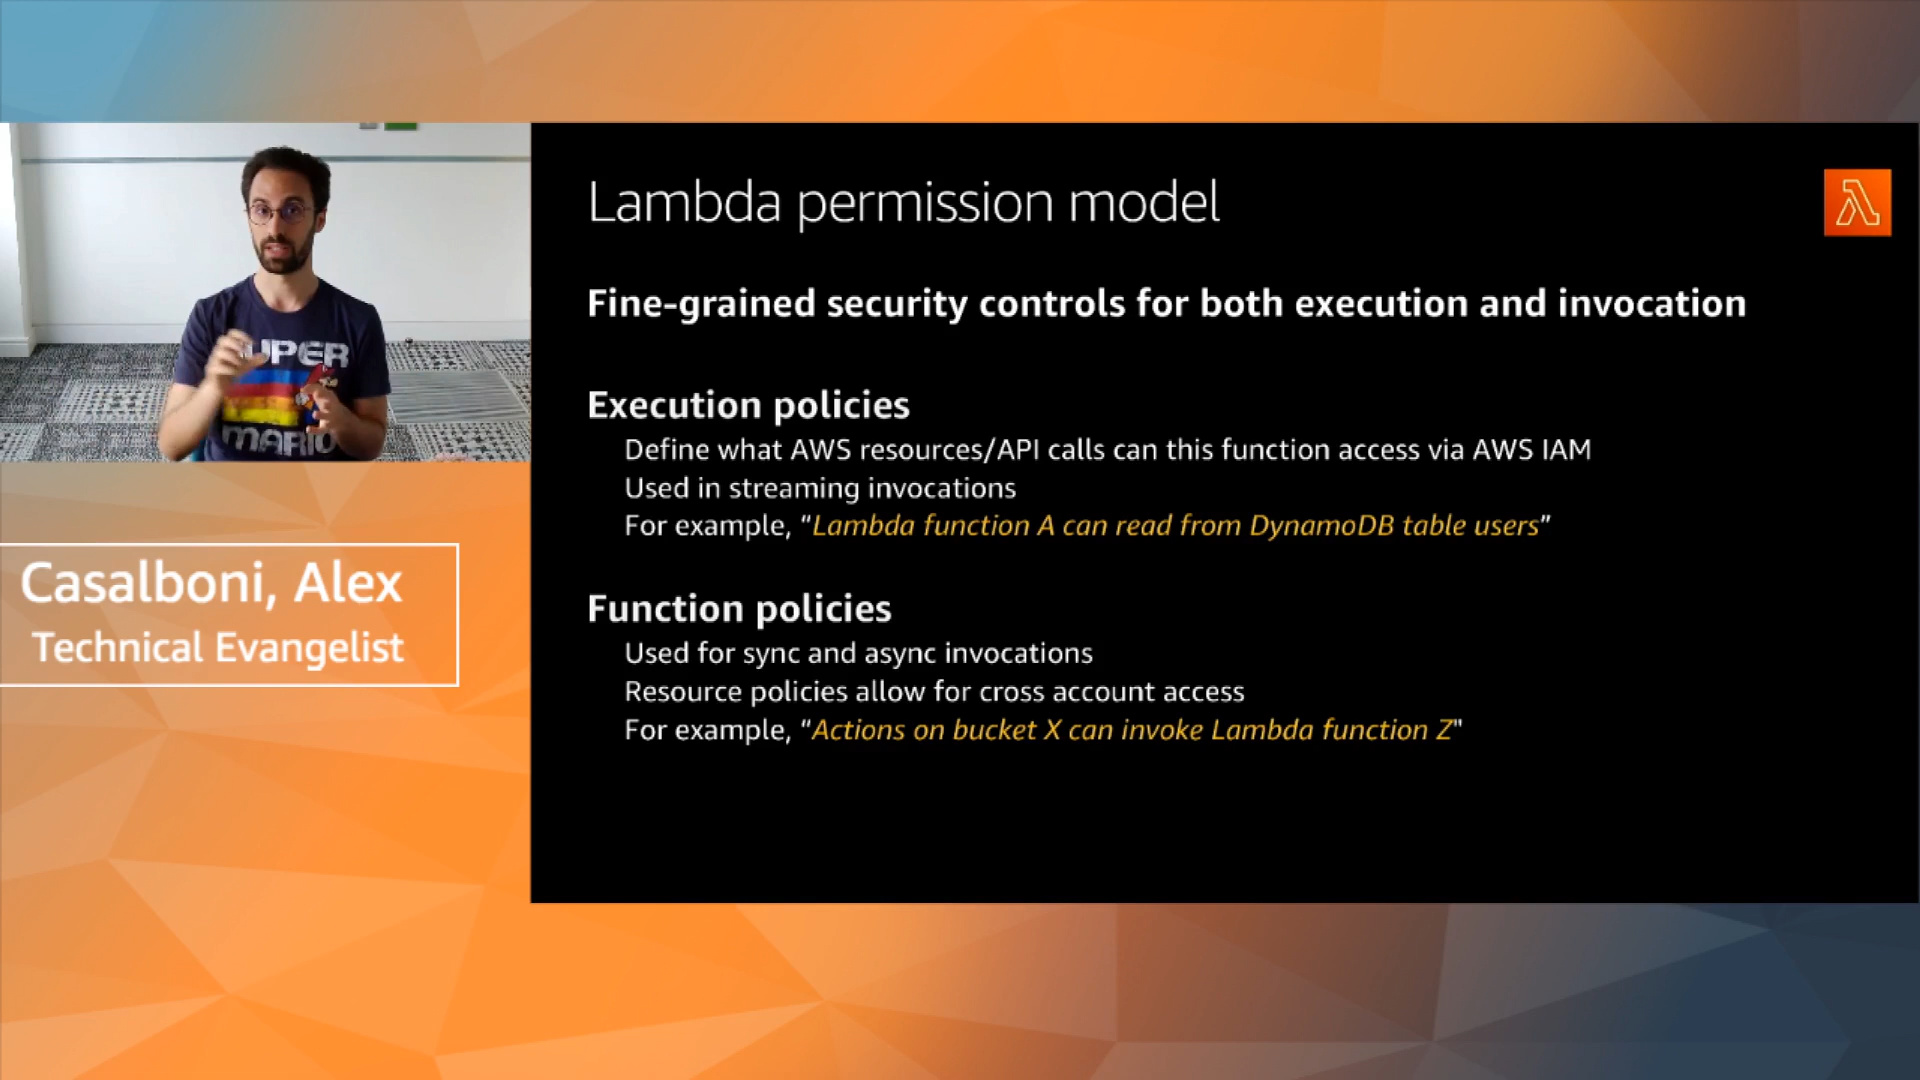 Lambda permission model
Fine-grained security controls for both execution and invocation
Execution policies
Define what AWS resources/API calls can this function access via AWS IAM
Used in streaming invocations
For example, “Lambda function A can read from DynamoDB table users”
Function policies
Used for sync and async invocations
Resource policies allow for cross account access
For example, “Actions on bucket X can invoke Lambda function Z"
UPER
MARIO
Casalboni, Alex
Technical Evangelist